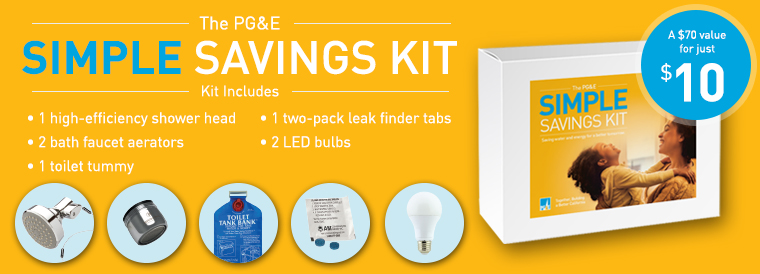 The PG&E
SIMPLE SAVINGS KIT
Kit Includes
• 1 high-efficiency shower head
• 2 bath faucet aerators
• 1 toilet tummy
• 1 two-pack leak finder tabs
• 2 LED bulbs
A $70 value
for just
$10
The PG&E
SIMPLE
SAVINGS KIT
TOILET
TANK BANK